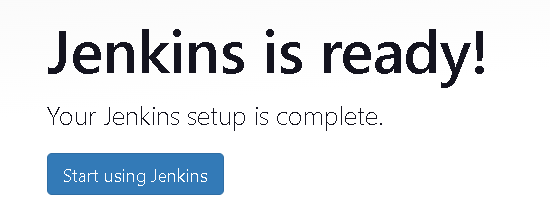 Jenkins is ready!
Your Jenkins setup is complete.
Start using Jenkins